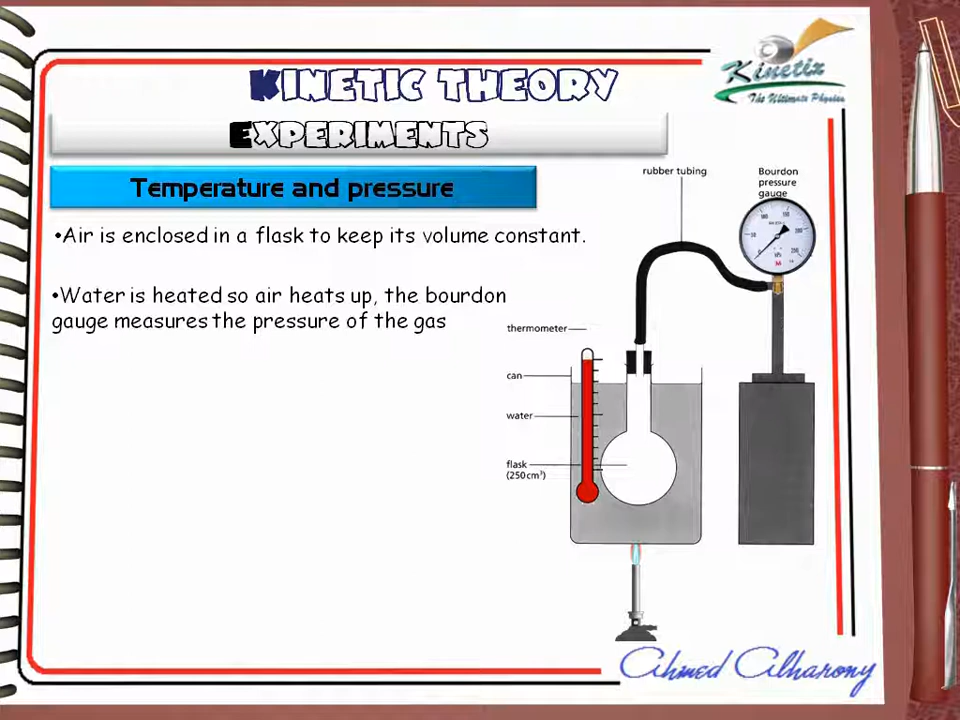 KINETIC THEORY
Kinetix
The Ultimate Physics
EXPERIMENTS
Temperature and pressure
•Air is enclosed in a flask to keep its volume constant.
•Water is heated so air heats up, the bourdon
gauge measures the pressure of the gas
rubber tubing
Bourdon
pressure
gauge
thermometer
can
water
flask
(250 cm³)
Ahmed Alharony